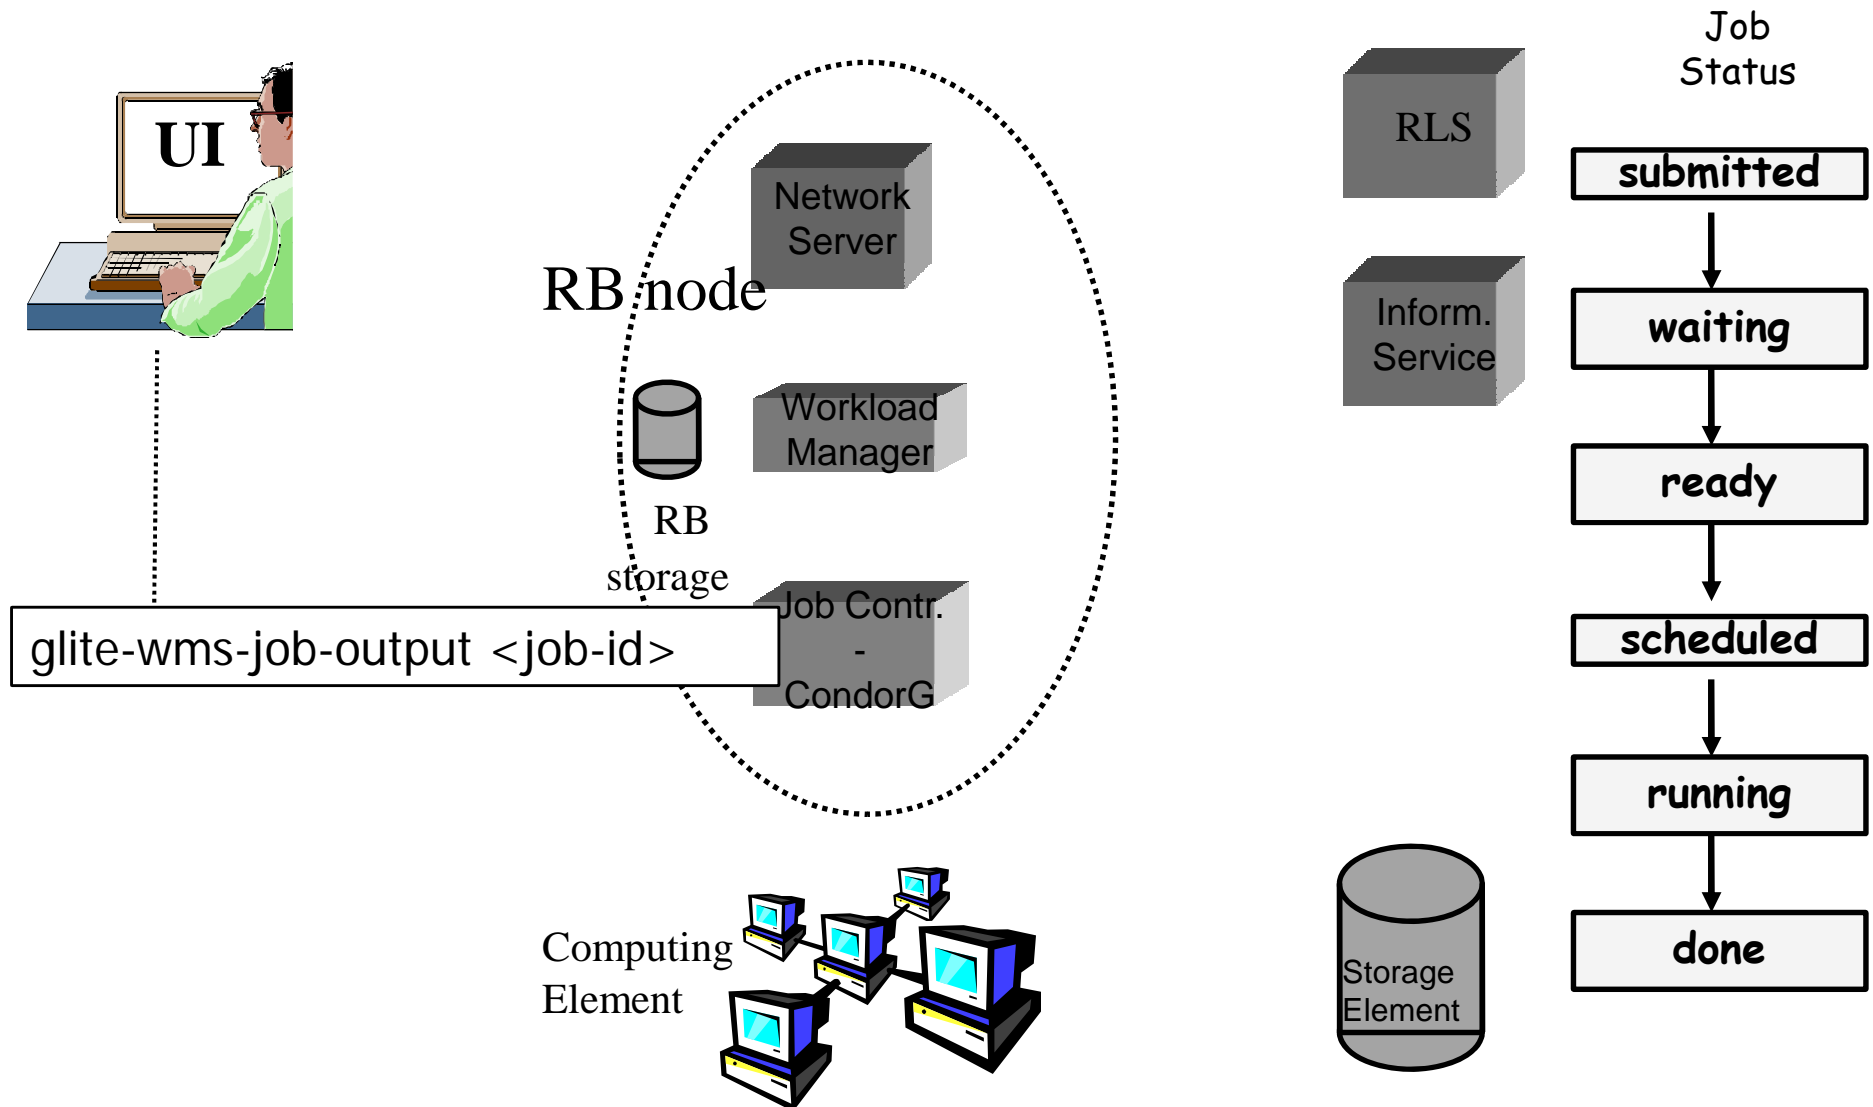 Job
Status
UI
RLS
submitted
Network
Server
RB node
Inform.
Service
waiting
Workload
Manager
ready
RB
storage
Job Contr.
-
CondorG
glite-wms-job-output <job-id>
scheduled
running
Computing
Element
Storage
Element
done